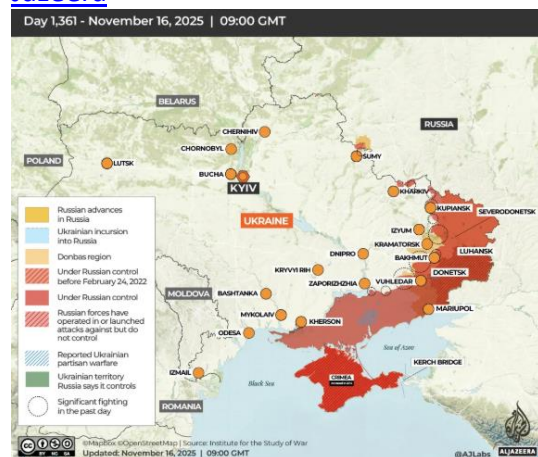 Jazeera
Day 1,361 - November 16, 2025 | 09:00 GMT
BELARUS
RUSSIA
CHERNIHIV
CHORNOBYL
SUMY
POLAND
LUTSK
BUCHA
KYIV
KHARKIV
KUPIANSK
SEVERODONETSK
UKRAINE
IZYUM
KRAMATORSK
LUHANSK
DNIPRO
BAKHMUT
KRYVYI RIH
DONETSK
ZAPORIZHZHIA
VUHLEDAR
MOLDOVA
BASHTANKA
MARIUPOL
MYKOLAIV
KHERSON
ODESA
Sea of Azov
KERCH BRIDGE
IZMAIL
Black Sea
CRIMEA
ROMANIA
Russian advances
in Russia
Ukrainian incursion
into Russia
Donbas region
Under Russian control
before February 24, 2022
Under Russian control
Russian forces have
operated in or launched
attacks against but do
not control
Reported Ukrainian
partisan warfare
Ukrainian territory
Russia says it controls
Significant fighting
in the past day
©Mapbox ©OpenStreetMap | Source: Institute for the Study of War
Updated: November 16, 2025 | 09:00 GMT
@AJLabs
ALJAZEERA